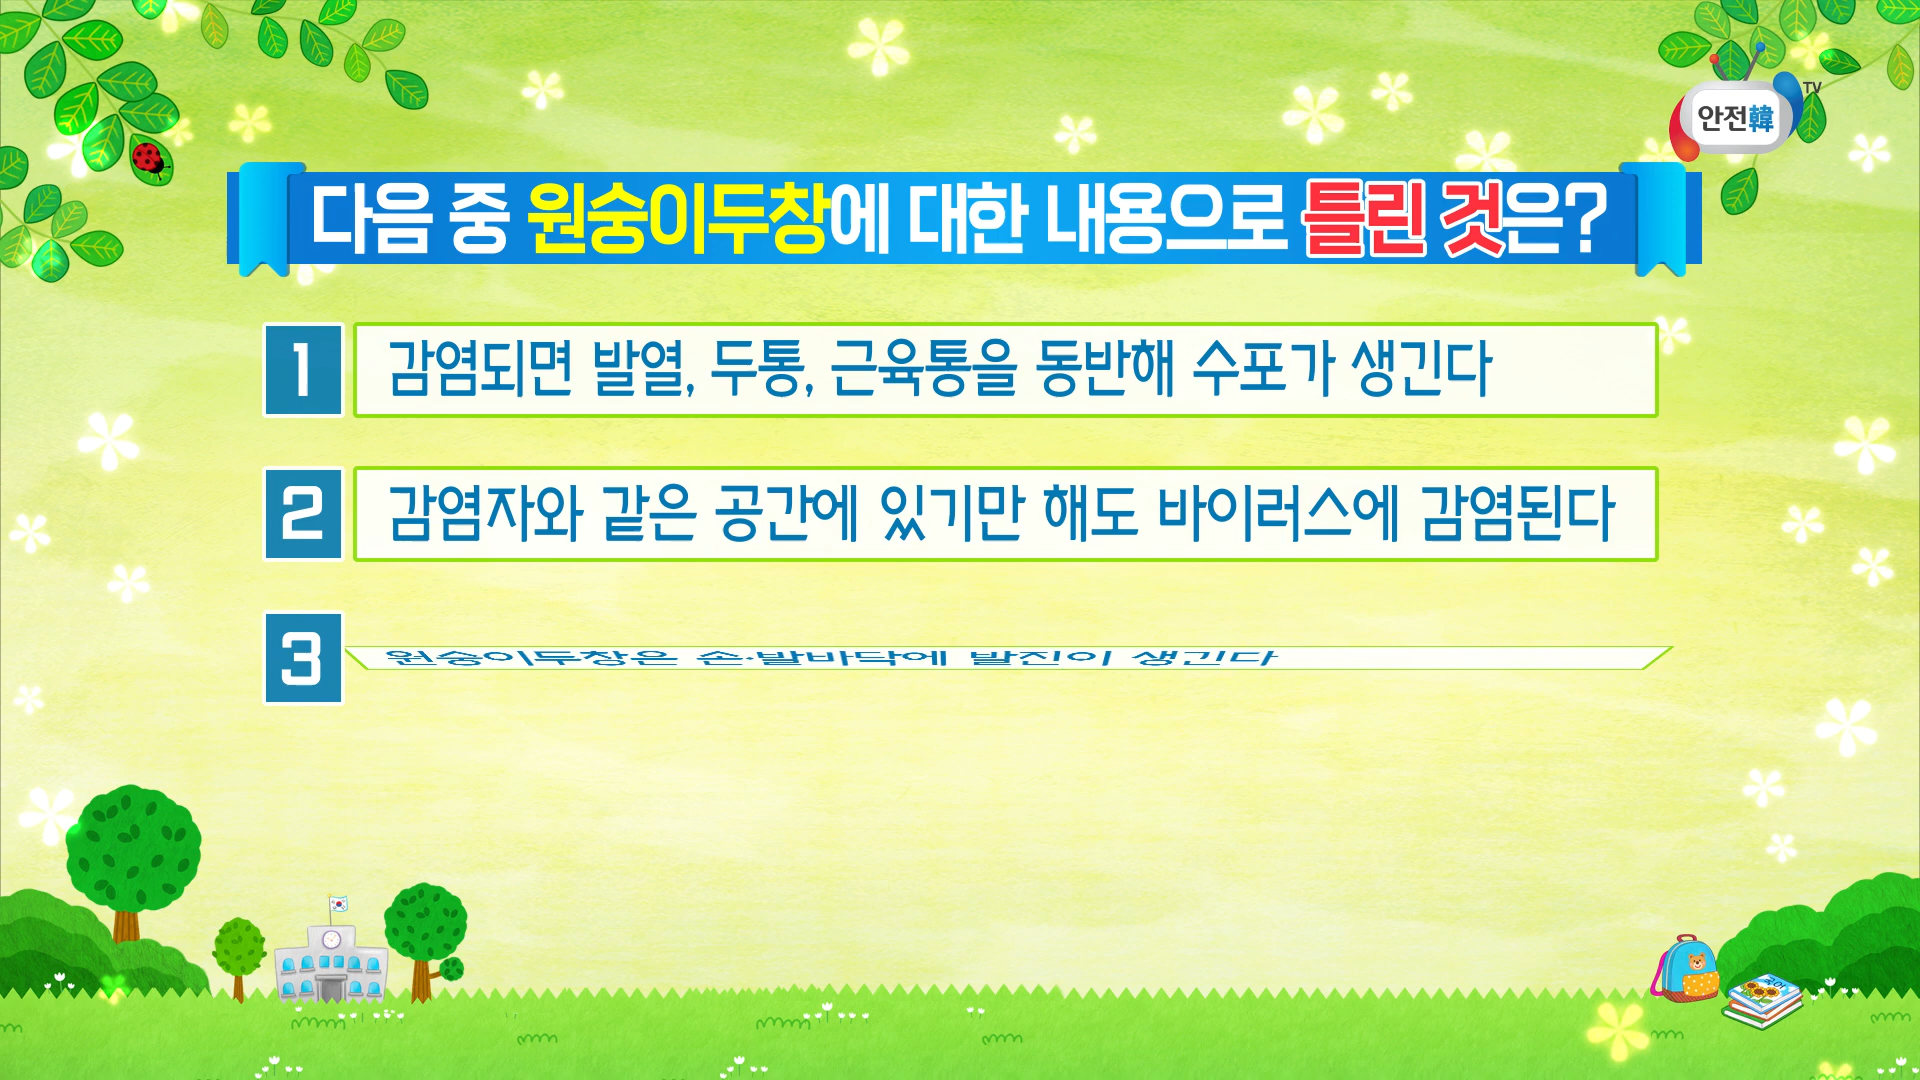 안전韓 TV
다음 중 원숭이두창에 대한 내용으로 틀린 것은?
1 감염되면 발열, 두통, 근육통을 동반해 수포가 생긴다
2 감염자와 같은 공간에 있기만 해도 바이러스에 감염된다
3 원숭이두창은 손·발바닥에 발진이 생긴다
국어